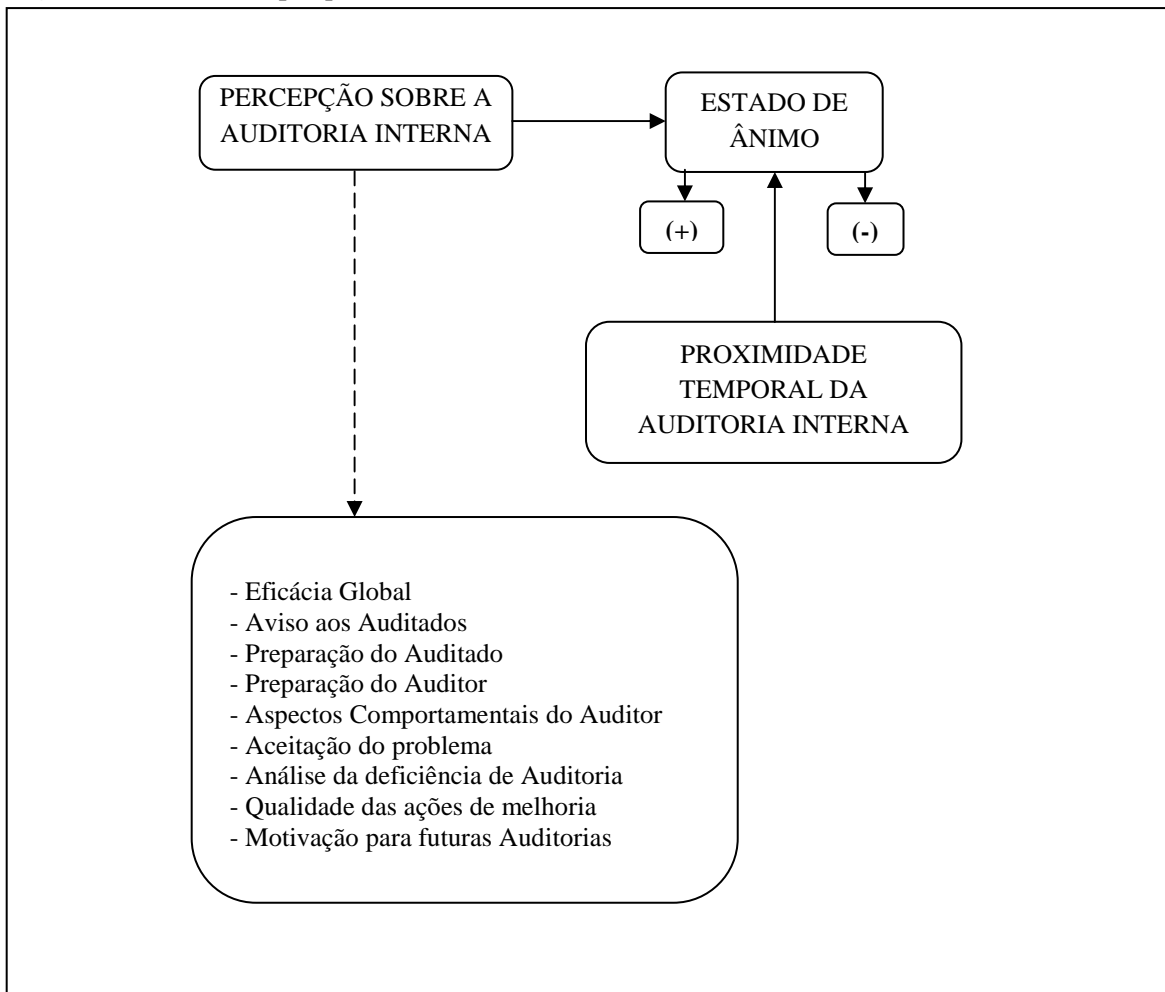 PERCEPÇÃO SOBRE A
AUDITORIA INTERNA
ESTADO DE
ÂNIMO
(+)
(-)
PROXIMIDADE
TEMPORAL DA
AUDITORIA INTERNA
- Eficácia Global
- Aviso aos Auditados
- Preparação do Auditado
- Preparação do Auditor
- Aspectos Comportamentais do Auditor
- Aceitação do problema
- Análise da deficiência de Auditoria
- Qualidade das ações de melhoria
- Motivação para futuras Auditorias